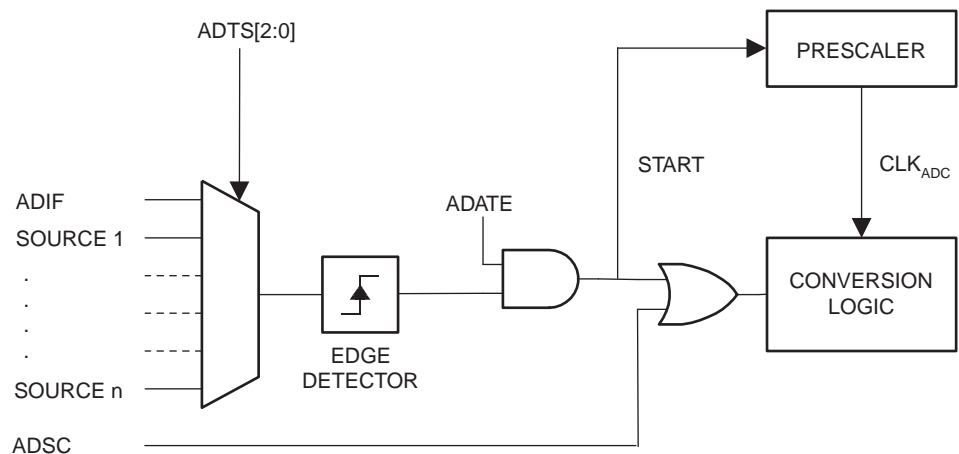 ADTS[2:0]
PRESCALER
START
CLKADC
ADIF
ADATE
SOURCE 1
.
.
.
.
CONVERSION
LOGIC
EDGE
DETECTOR
SOURCE n
ADSC